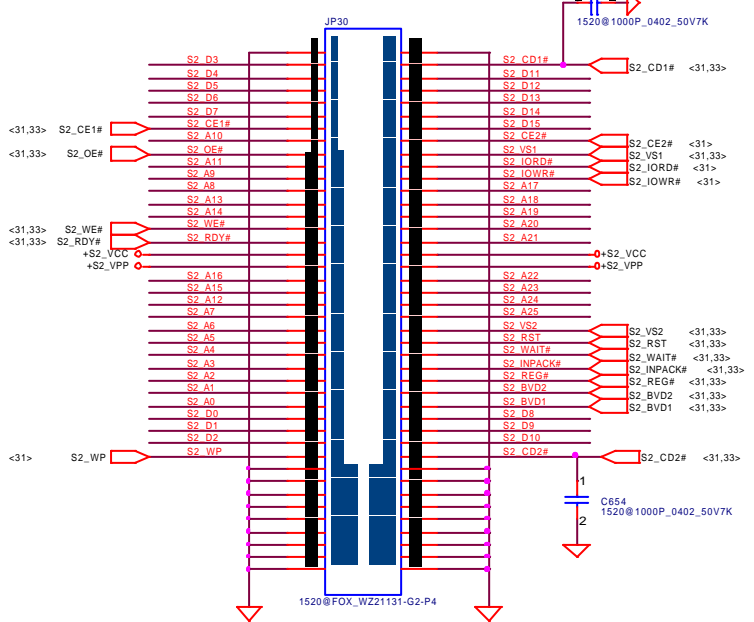 1520@1000P_0402_50V7K
JP30
S2_D3
S2_D4
S2_D5
S2_D6
S2_D7
<31,33> S2_CE1# S2_CE1#
S2_A10
<31,33> S2_OE# S2_OE#
S2_A11
S2_A9
S2_A8
S2_A13
S2_A14
<31,33> S2_WE# S2_WE#
<31,33> S2_RDY# S2_RDY#
+S2_VCC
+S2_VPP
S2_A16
S2_A15
S2_A12
S2_A7
S2_A6
S2_A5
S2_A4
S2_A3
S2_A2
S2_A1
S2_A0
S2_D0
S2_D1
S2_D2
<31> S2_WP S2_WP
S2_CD1# S2_CD1# <31,33>
S2_D11
S2_D12
S2_D13
S2_D14
S2_D15
S2_CE2# S2_CE2# <31>
S2_VS1 S2_VS1 <31,33>
S2_IORD# S2_IORD# <31>
S2_IOWR# S2_IOWR# <31>
S2_A17
S2_A18
S2_A19
S2_A20
S2_A21
+S2_VCC
+S2_VPP
S2_A22
S2_A23
S2_A24
S2_A25
S2_VS2 S2_VS2 <31,33>
S2_RST S2_RST <31,33>
S2_WAIT# S2_WAIT# <31,33>
S2_INPACK# S2_INPACK# <31,33>
S2_REG# S2_REG# <31,33>
S2_BVD2 S2_BVD2 <31,33>
S2_BVD1 S2_BVD1 <31,33>
S2_D8
S2_D9
S2_D10
S2_CD2# S2_CD2# <31,33>
1
C654
1520@1000P_0402_50V7K
2
1520@FOX_WZ21131-G2-P4